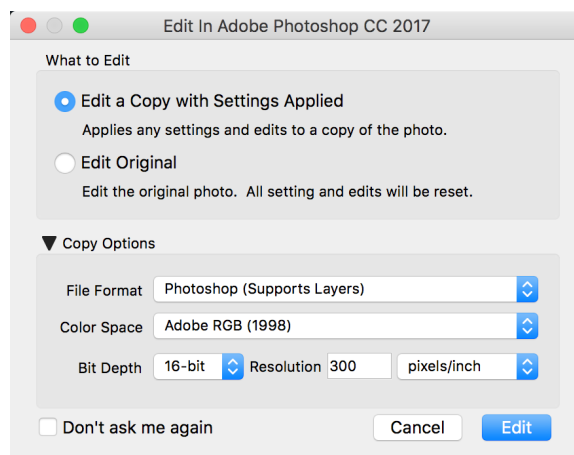 Edit In Adobe Photoshop CC 2017
What to Edit
Edit a Copy with Settings Applied
Applies any settings and edits to a copy of the photo.
Edit Original
Edit the original photo.  All setting and edits will be reset.
Copy Options
File Format Photoshop (Supports Layers)
Color Space Adobe RGB (1998)
Bit Depth 16-bit Resolution 300 pixels/inch
Don't ask me again Cancel Edit